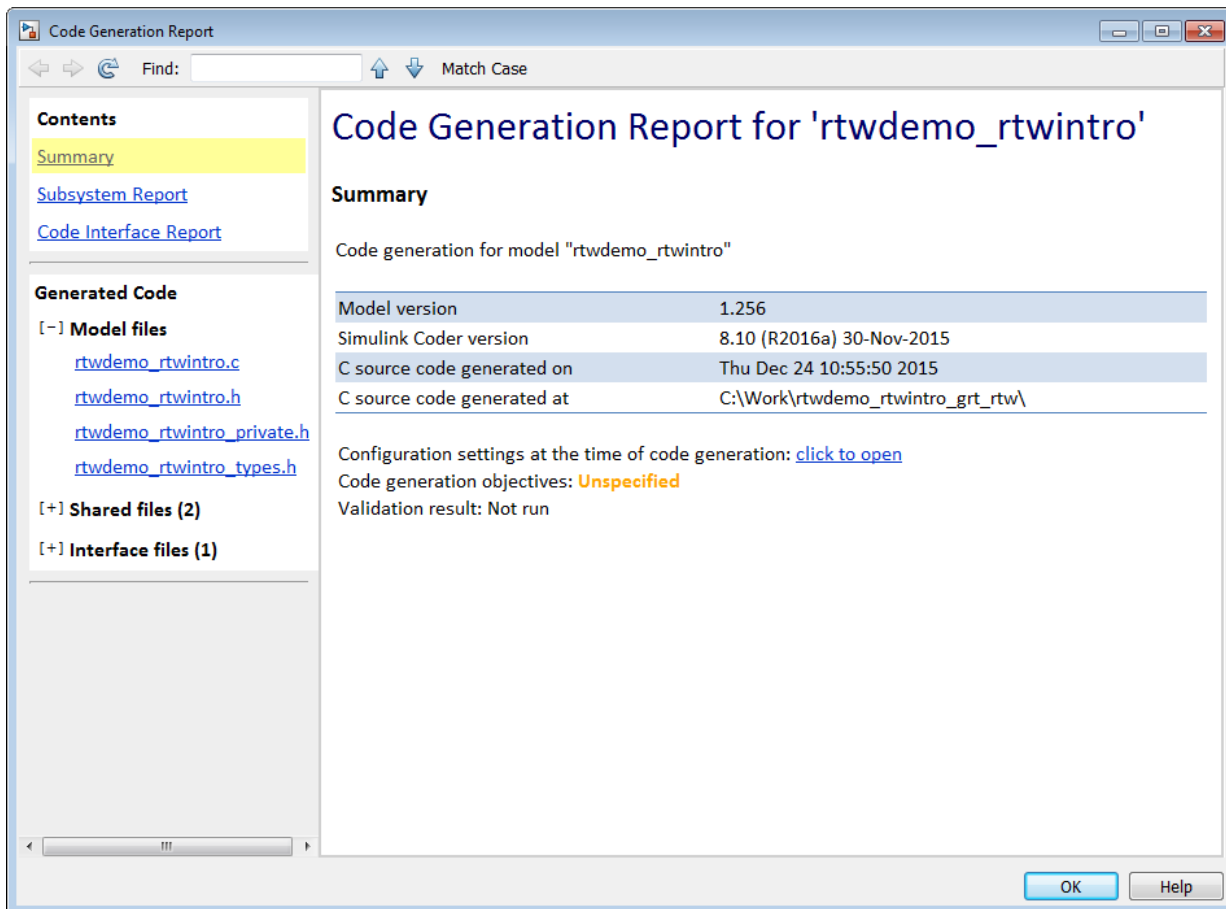 Code Generation Report
Find:
Match Case
Contents
Summary
Subsystem Report
Code Interface Report
Generated Code
[-] Model files
rtwdemo_rtwintro.c
rtwdemo_rtwintro.h
rtwdemo_rtwintro_private.h
rtwdemo_rtwintro_types.h
[+] Shared files (2)
[+] Interface files (1)
Code Generation Report for 'rtwdemo_rtwintro'
Summary
Code generation for model "rtwdemo_rtwintro"
Model version 1.256
Simulink Coder version 8.10 (R2016a) 30-Nov-2015
C source code generated on Thu Dec 24 10:55:50 2015
C source code generated at C:\Work\rtwdemo_rtwintro_grt_rtw\
Configuration settings at the time of code generation: click to open
Code generation objectives: Unspecified
Validation result: Not run
OK
Help